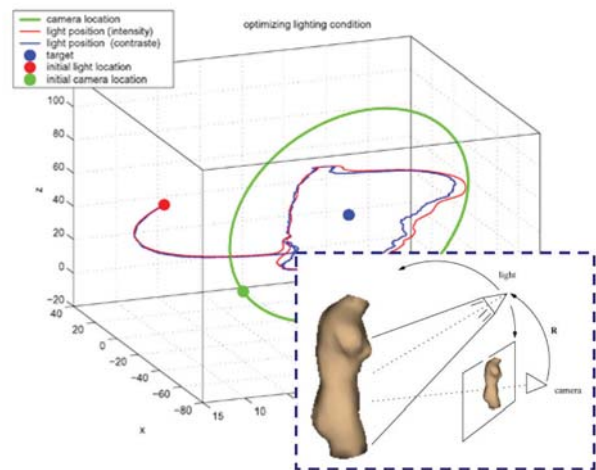 camera location
light position (intensity)
light position (contraste)
target
initial light location
initial camera location
optimizing lighting condition
100
80
60
40
20
0
−20
z
40
20
0
−20
−40
−60
−80
x
15
10
light
R
camera